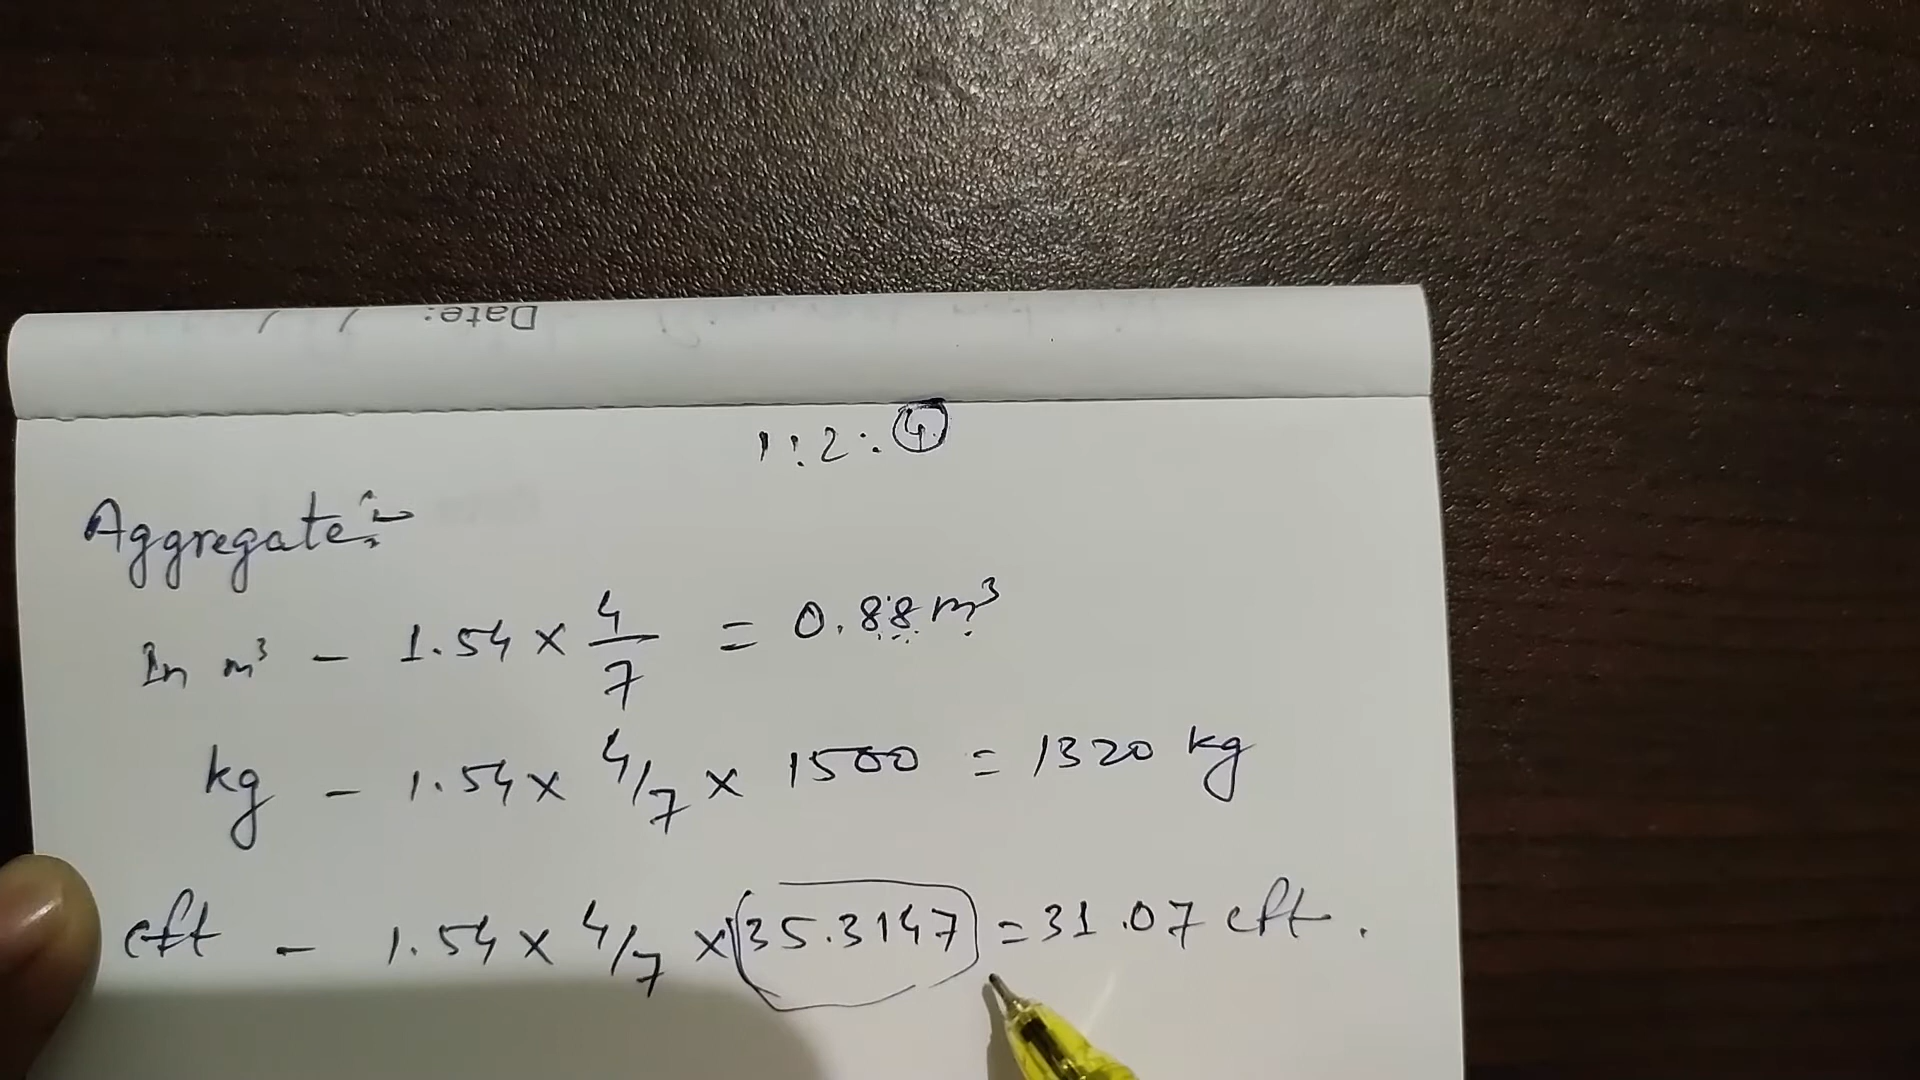 Date: / /
1:2:4
Aggregate:-
In m³ - 1.54 × 4/7 = 0.88 m³
kg - 1.54 × 4/7 × 1500 = 1320 kg
cft - 1.54 × 4/7 × 35.3147 = 31.07 cft.